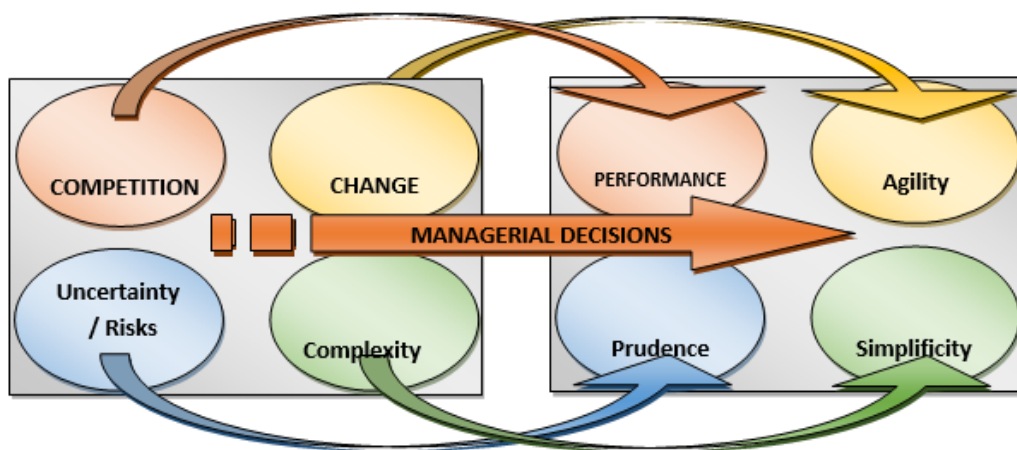 COMPETITION
CHANGE
PERFORMANCE
Agility
MANAGERIAL DECISIONS
Uncertainty
/ Risks
Complexity
Prudence
Simplificity